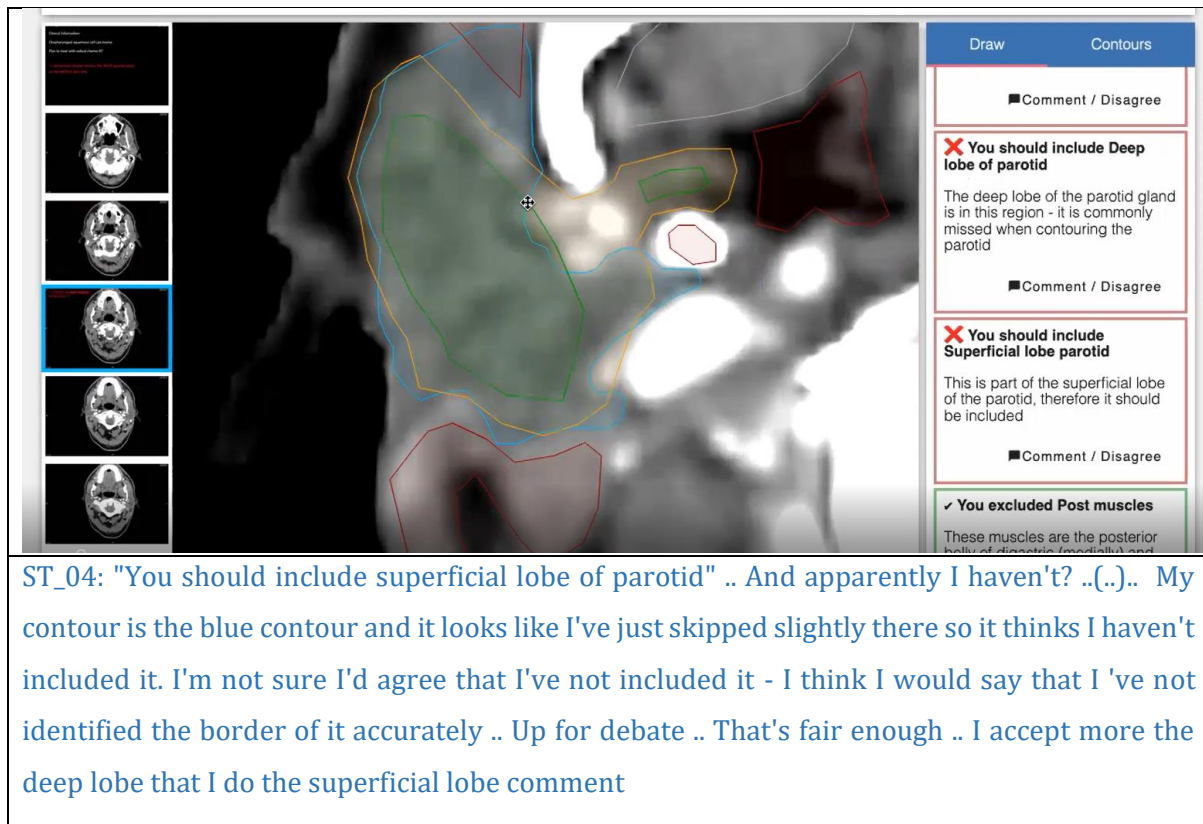 Clinical Information
Draw
Contours
Comment / Disagree
❌ You should include Deep
lobe of parotid
The deep lobe of the parotid gland
is in this region - it is commonly
missed when contouring the
parotid
Comment / Disagree
❌ You should include
Superficial lobe parotid
This is part of the superficial lobe
of the parotid, therefore it should
be included
Comment / Disagree
✓ You excluded Post muscles
These muscles are the posterior
belly of digastric (medially) and
ST_04: "You should include superficial lobe of parotid" .. And apparently I haven't? ..(..).. My
contour is the blue contour and it looks like I've just skipped slightly there so it thinks I haven't
included it. I'm not sure I'd agree that I've not included it - I think I would say that I 've not
identified the border of it accurately .. Up for debate .. That's fair enough .. I accept more the
deep lobe that I do the superficial lobe comment